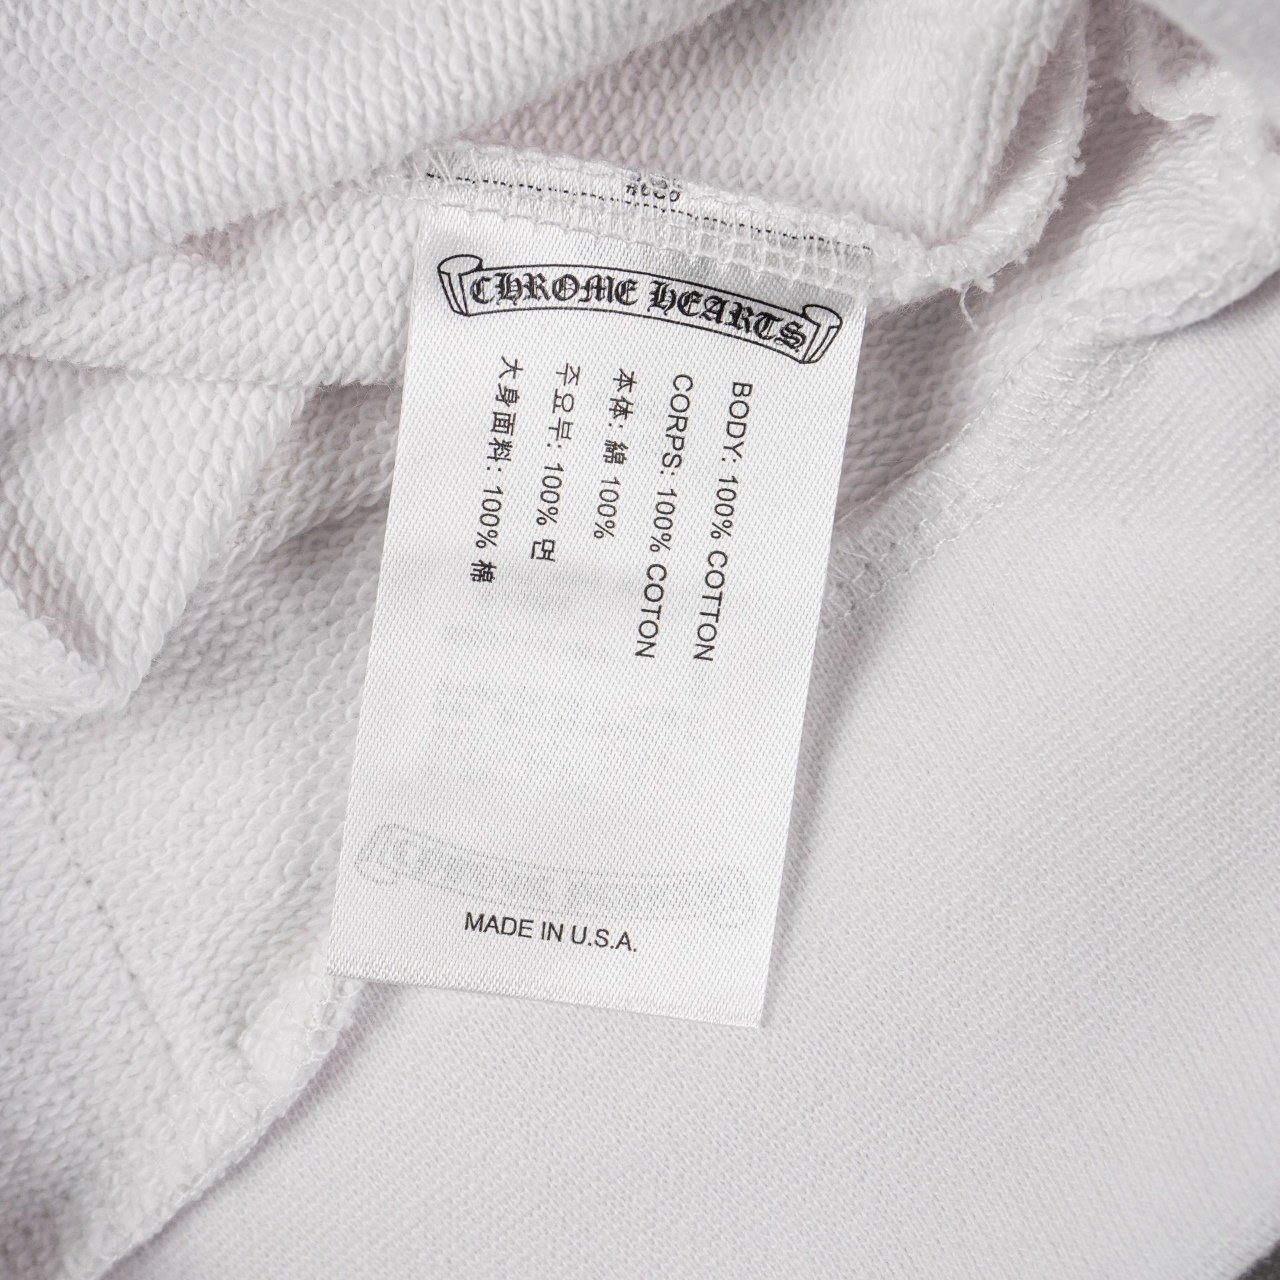 CHROME HEARTS
BODY: 100% COTTON
CORPS: 100% COTON
本体: 綿 100%
주요부: 100% 면
大身面料: 100% 棉
MADE IN U.S.A.